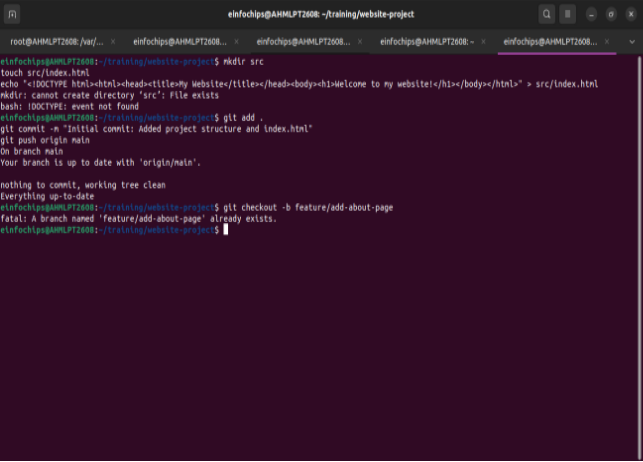 einfochips@AHMLPT2608: ~/training/website-project
root@AHMLPT2608: /var/... × einfochips@AHMLPT2608... × einfochips@AHMLPT2608... × einfochips@AHMLPT2608: ~ × einfochips@AHMLPT2608... ×
einfochips@AHMLPT2608:~/training/website-project$ mkdir src
touch src/index.html
echo "<!DOCTYPE html><html><head><title>My Website</title></head><body><h1>Welcome to my website!</h1></body></html>" > src/index.html
mkdir: cannot create directory ‘src’: File exists
bash: !DOCTYPE: event not found
einfochips@AHMLPT2608:~/training/website-project$ git add .
git commit -m "Initial commit: Added project structure and index.html"
git push origin main
On branch main
Your branch is up to date with 'origin/main'.
nothing to commit, working tree clean
Everything up-to-date
einfochips@AHMLPT2608:~/training/website-project$ git checkout -b feature/add-about-page
fatal: A branch named 'feature/add-about-page' already exists.
einfochips@AHMLPT2608:~/training/website-project$